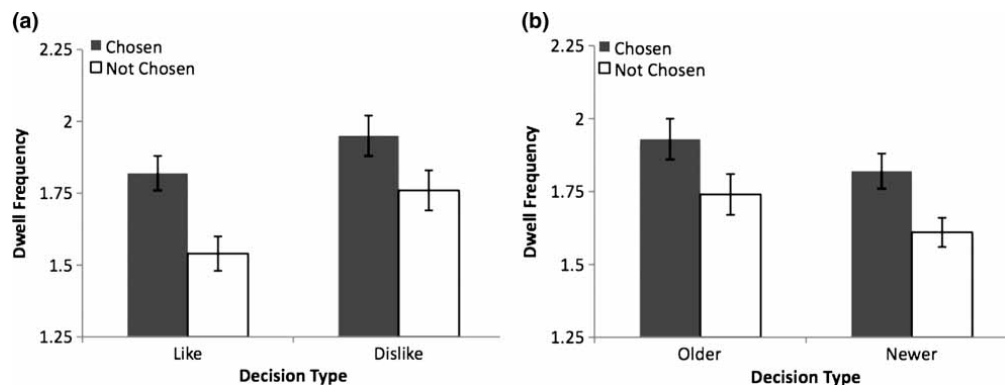 (a)
2.25
Chosen
Not Chosen
2
1.75
1.5
1.25
Dwell Frequency
Like
Dislike
Decision Type
(b)
2.25
Chosen
Not Chosen
2
1.75
1.5
1.25
Dwell Frequency
Older
Newer
Decision Type